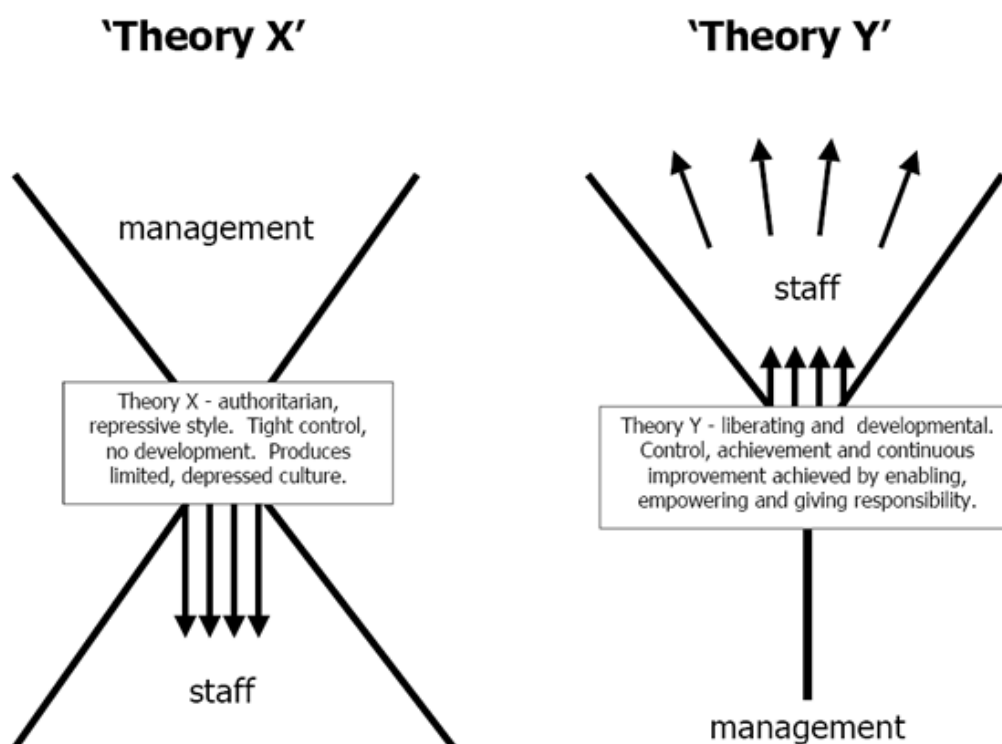 ‘Theory X’
management
Theory X - authoritarian,
repressive style. Tight control,
no development. Produces
limited, depressed culture.
staff
‘Theory Y’
staff
Theory Y - liberating and developmental.
Control, achievement and continuous
improvement achieved by enabling,
empowering and giving responsibility.
management